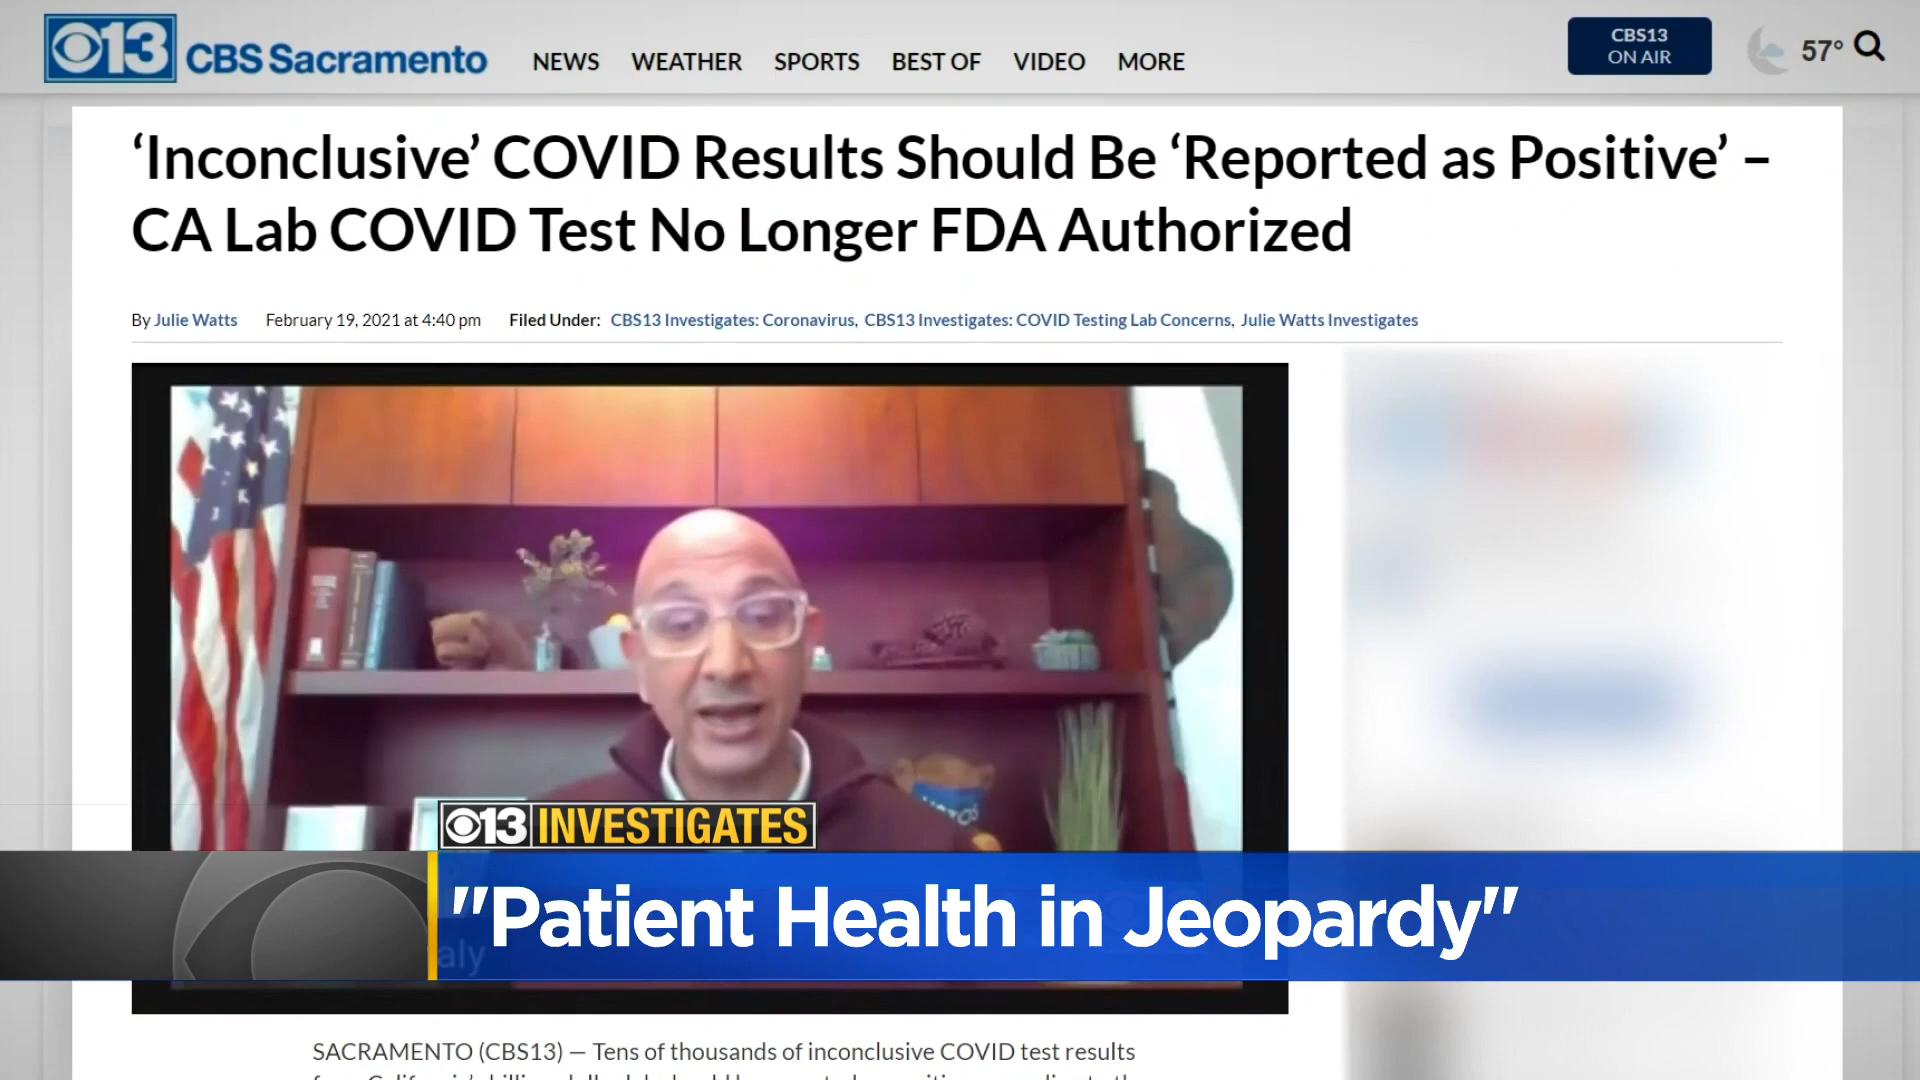 13 CBS Sacramento NEWS WEATHER SPORTS BEST OF VIDEO MORE CBS13 ON AIR 57°
‘Inconclusive’ COVID Results Should Be ‘Reported as Positive’ –
CA Lab COVID Test No Longer FDA Authorized
By Julie Watts February 19, 2021 at 4:40 pm Filed Under: CBS13 Investigates: Coronavirus, CBS13 Investigates: COVID Testing Lab Concerns, Julie Watts Investigates
13 INVESTIGATES
"Patient Health in Jeopardy"
aly
SACRAMENTO (CBS13) — Tens of thousands of inconclusive COVID test results